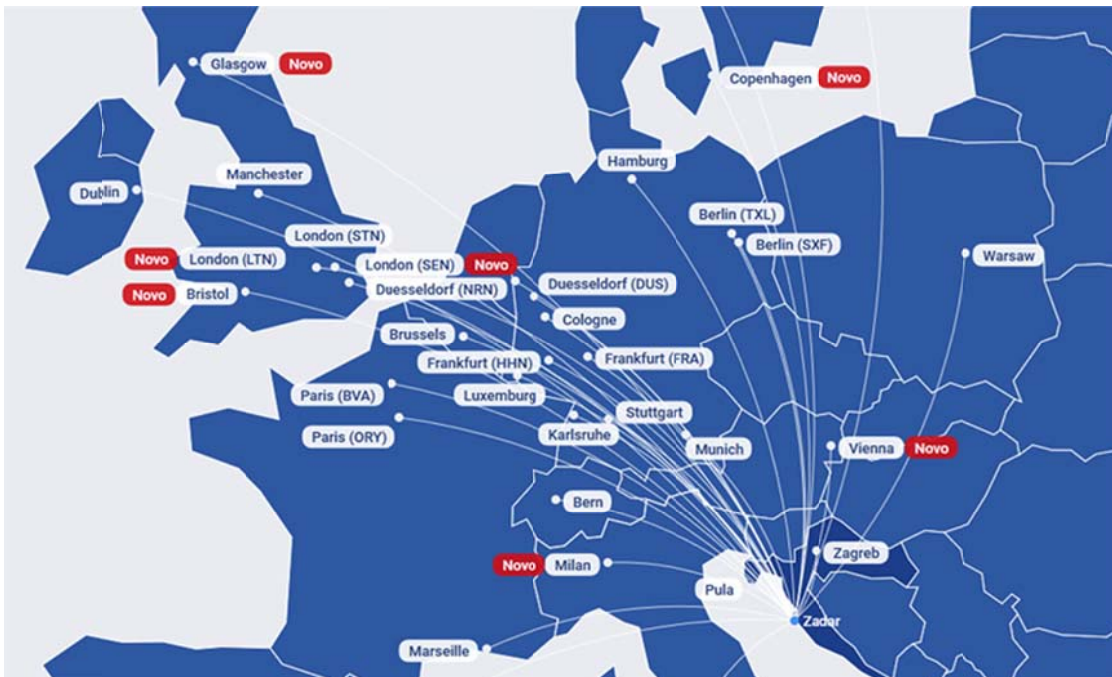 Glasgow Novo
Copenhagen Novo
Hamburg
Manchester
Dublin
Berlin (TXL)
London (STN)
Berlin (SXF)
Warsaw
Novo London (LTN)
London (SEN) Novo
Duesseldorf (DUS)
Novo Bristol
Duesseldorf (NRN)
Cologne
Brussels
Frankfurt (HHN)
Frankfurt (FRA)
Paris (BVA)
Luxemburg
Stuttgart
Paris (ORY)
Karlsruhe
Munich
Vienna Novo
Bern
Zagreb
Novo Milan
Pula
Zadar
Marseille